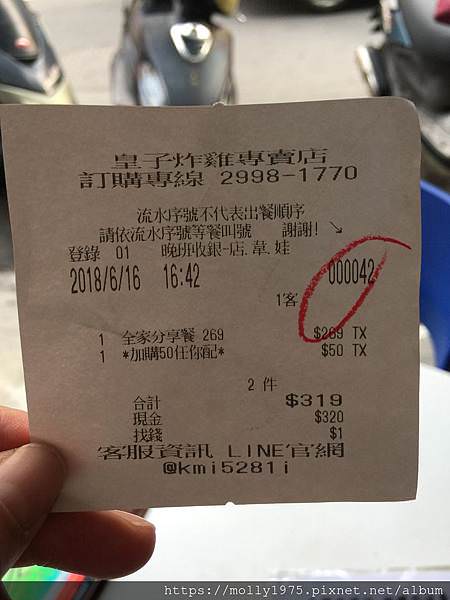 皇子炸雞專賣店
訂購專線 2998-1770
流水序號不代表出餐順序
請依流水序號等餐叫號 謝謝! ↘
登錄 01 晚班收銀-店.韋.娃
2018/6/16 16:42 000042
1客
1 全家分享餐 269 $269 TX
1 *加購50任你配* $50 TX
2 件
合計 $319
現金 $320
找錢 $1
客服資訊 LINE官網
@kmi5281i
https://molly1975.pixnet.net/album